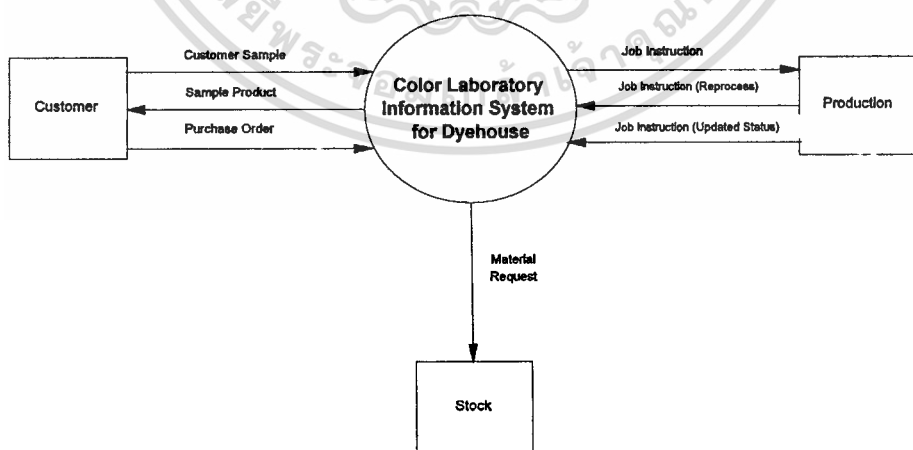 Customer Sample
Sample Product
Purchase Order
Customer
Color Laboratory
Information System
for Dyehouse
Job Instruction
Job Instruction (Reprocess)
Job Instruction (Updated Status)
Production
Material
Request
Stock